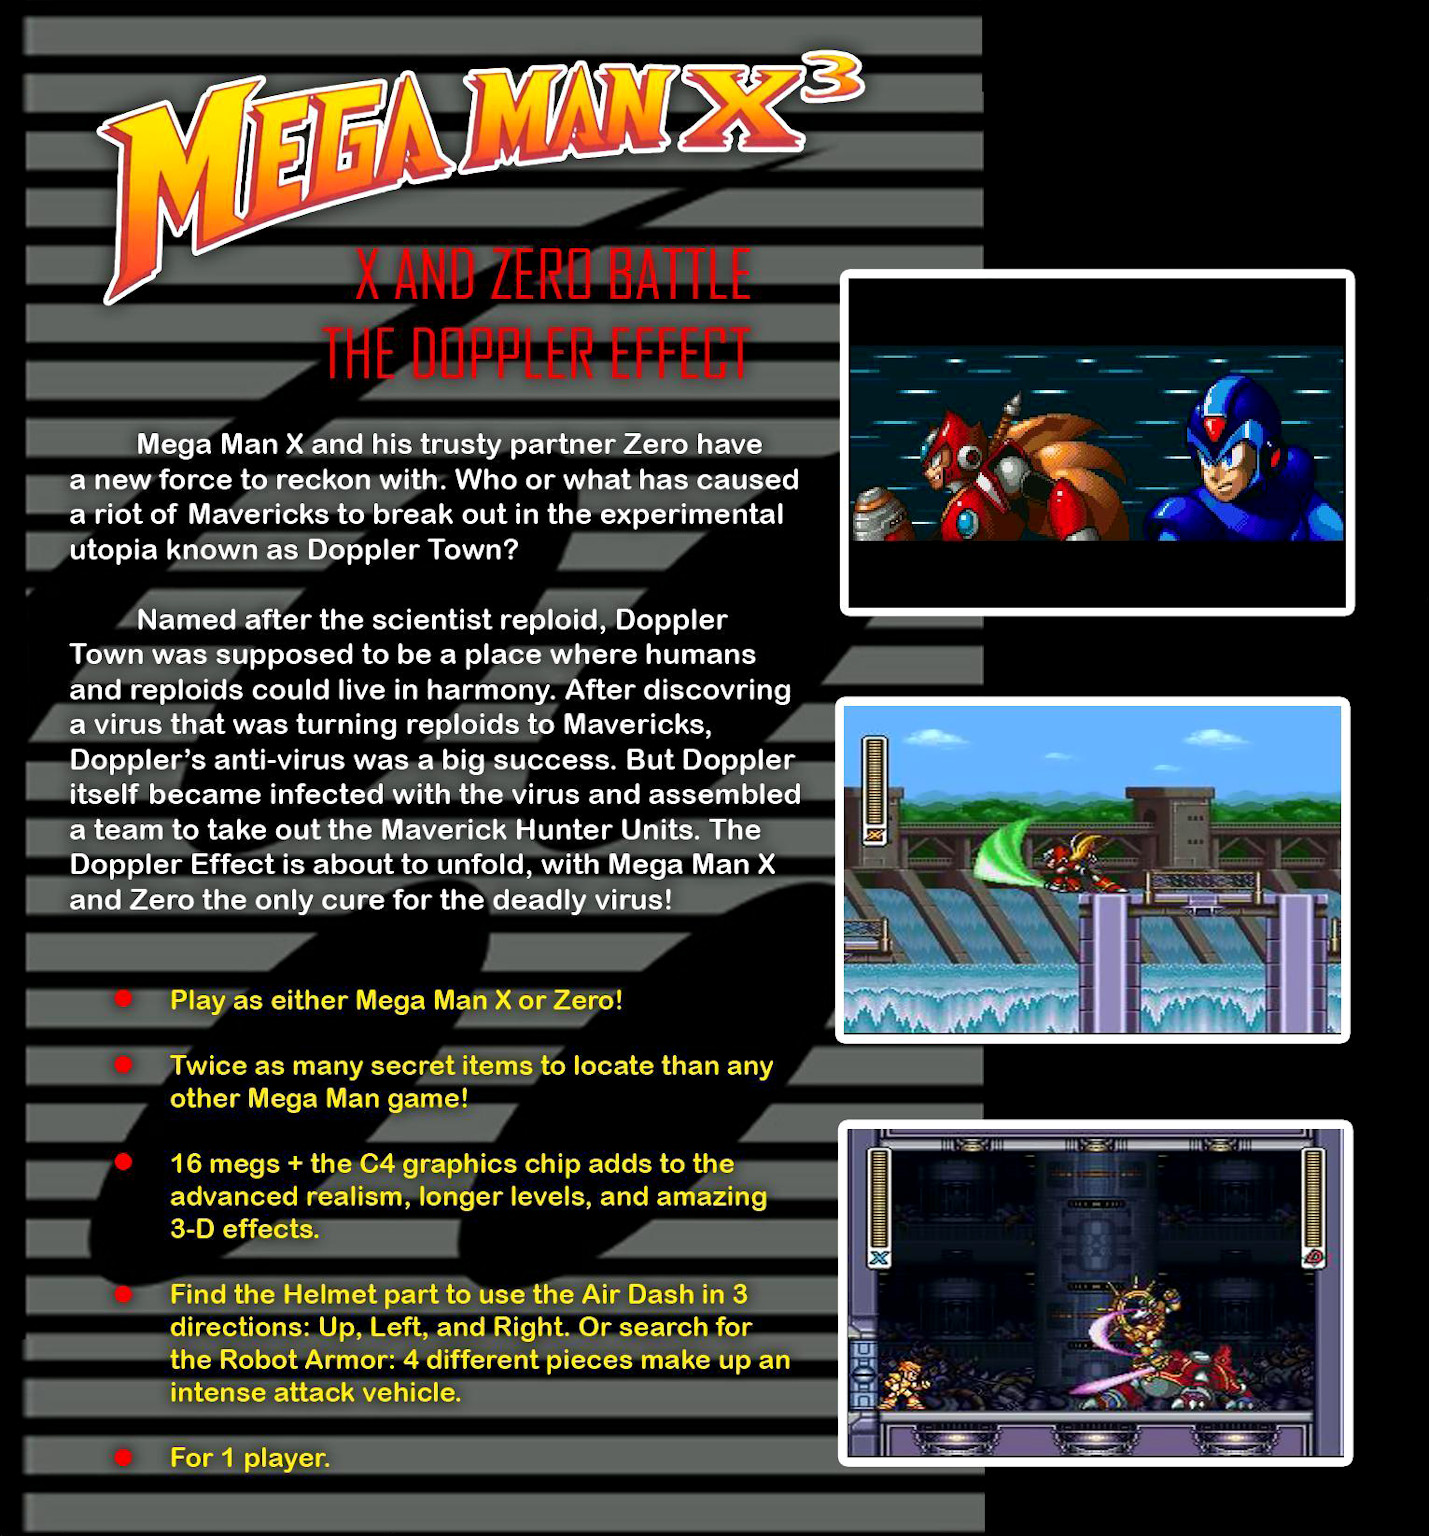 MEGA MAN X3
X AND ZERO BATTLE
THE DOPPLER EFFECT
Mega Man X and his trusty partner Zero have
a new force to reckon with. Who or what has caused
a riot of Mavericks to break out in the experimental
utopia known as Doppler Town?
Named after the scientist reploid, Doppler
Town was supposed to be a place where humans
and reploids could live in harmony. After discovring
a virus that was turning reploids to Mavericks,
Doppler’s anti-virus was a big success. But Doppler
itself became infected with the virus and assembled
a team to take out the Maverick Hunter Units. The
Doppler Effect is about to unfold, with Mega Man X
and Zero the only cure for the deadly virus!
Play as either Mega Man X or Zero!
Twice as many secret items to locate than any
other Mega Man game!
16 megs + the C4 graphics chip adds to the
advanced realism, longer levels, and amazing
3-D effects.
Find the Helmet part to use the Air Dash in 3
directions: Up, Left, and Right. Or search for
the Robot Armor: 4 different pieces make up an
intense attack vehicle.
For 1 player.
X
D